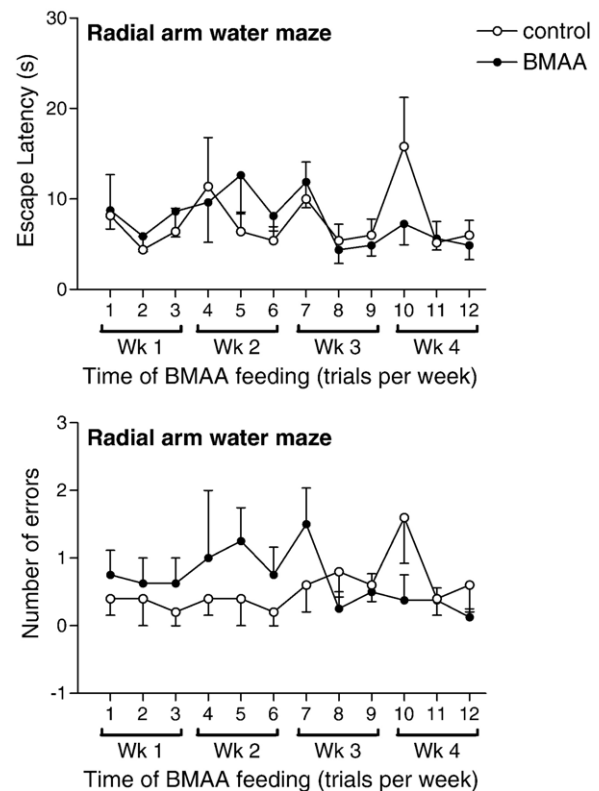 Radial arm water maze
control
BMAA
Escape Latency (s)
30
20
10
0
1 2 3 4 5 6 7 8 9 10 11 12
Wk 1 Wk 2 Wk 3 Wk 4
Time of BMAA feeding (trials per week)
Radial arm water maze
Number of errors
3
2
1
0
-1
1 2 3 4 5 6 7 8 9 10 11 12
Wk 1 Wk 2 Wk 3 Wk 4
Time of BMAA feeding (trials per week)